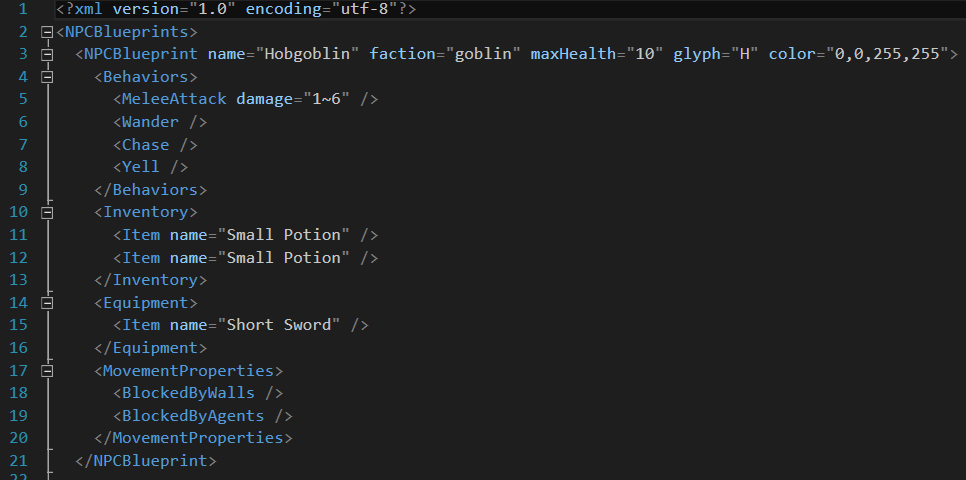 1 <?xml version="1.0" encoding="utf-8"?>
2 <NPCBlueprints>
3 <NPCBlueprint name="Hobgoblin" faction="goblin" maxHealth="10" glyph="H" color="0,0,255,255">
4 <Behaviors>
5 <MeleeAttack damage="1~6" />
6 <Wander />
7 <Chase />
8 <Yell />
9 </Behaviors>
10 <Inventory>
11 <Item name="Small Potion" />
12 <Item name="Small Potion" />
13 </Inventory>
14 <Equipment>
15 <Item name="Short Sword" />
16 </Equipment>
17 <MovementProperties>
18 <BlockedByWalls />
19 <BlockedByAgents />
20 </MovementProperties>
21 </NPCBlueprint>
22